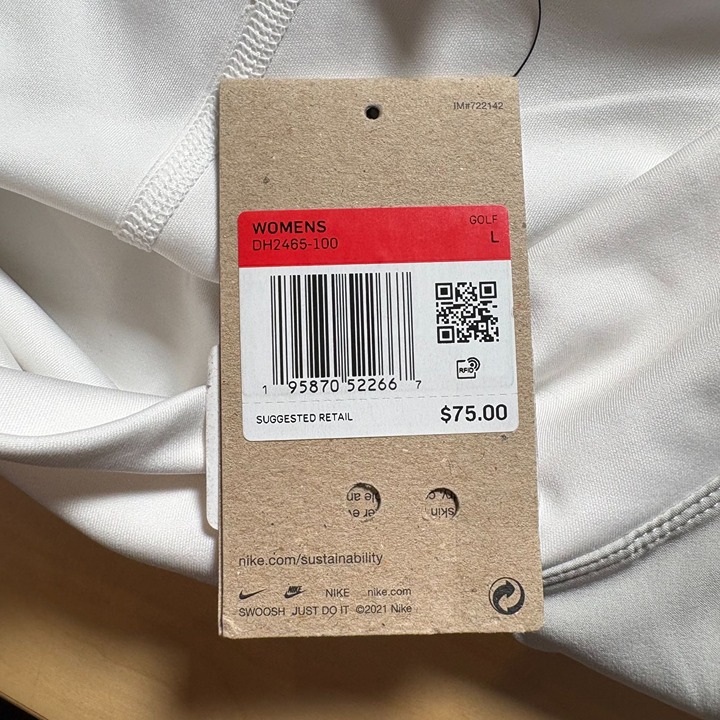 IM#722142
WOMENS
DH2465-100
GOLF
L
RFID
1 95870 52266 7
SUGGESTED RETAIL
$75.00
nike.com/sustainability
NIKE nike.com
SWOOSH JUST DO IT ©2021 Nike